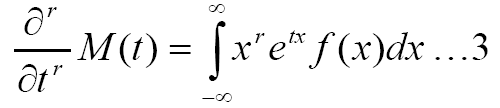 ∂^r/∂t^r M(t) = ∫_{-∞}^{∞} x^r e^{tx} f(x)dx ...3